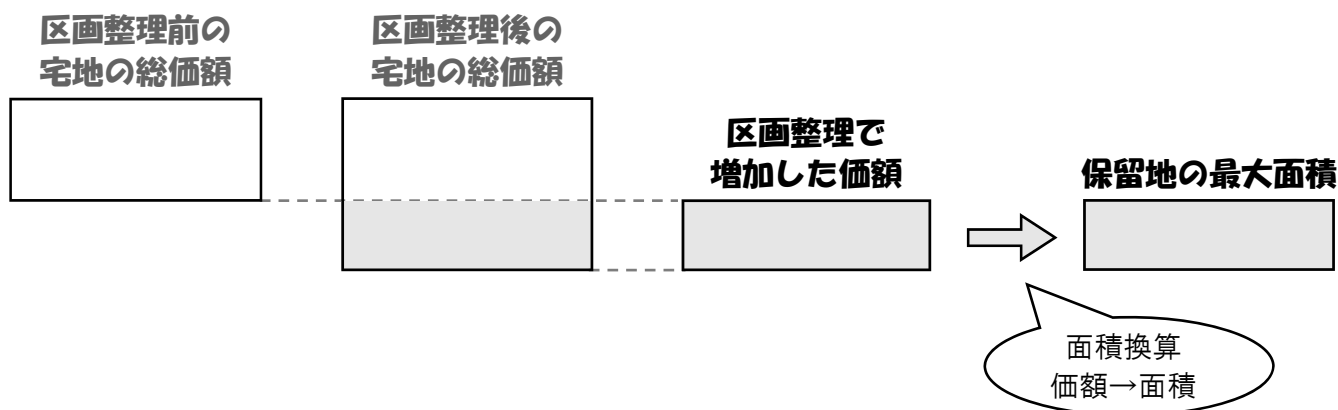 区画整理前の
宅地の総価額
区画整理後の
宅地の総価額
区画整理で
増加した価額
保留地の最大面積
面積換算
価額→面積